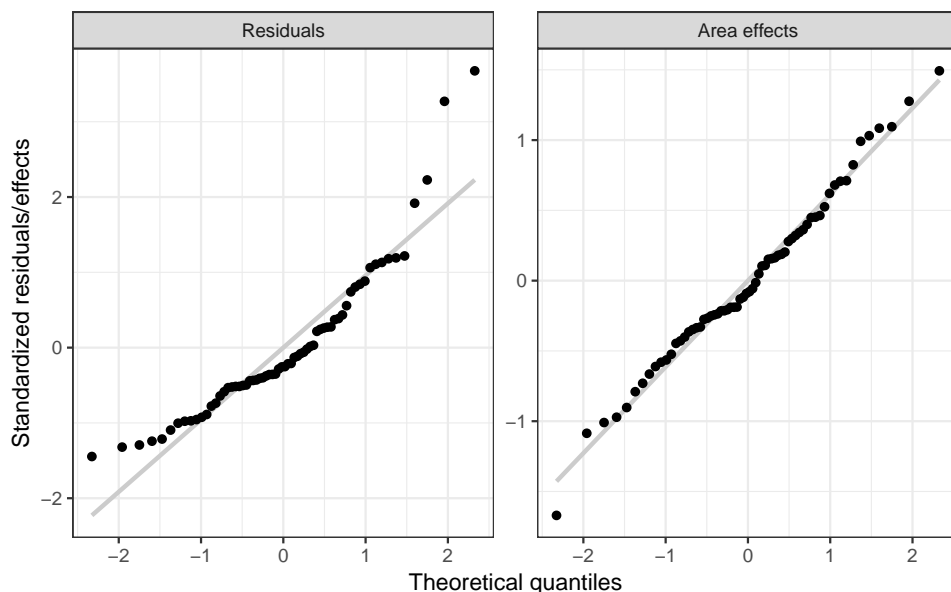 Residuals
Area effects
Standardized residuals/effects
2
0
−2
1
0
−1
−2 −1 0 1 2
−2 −1 0 1 2
Theoretical quantiles